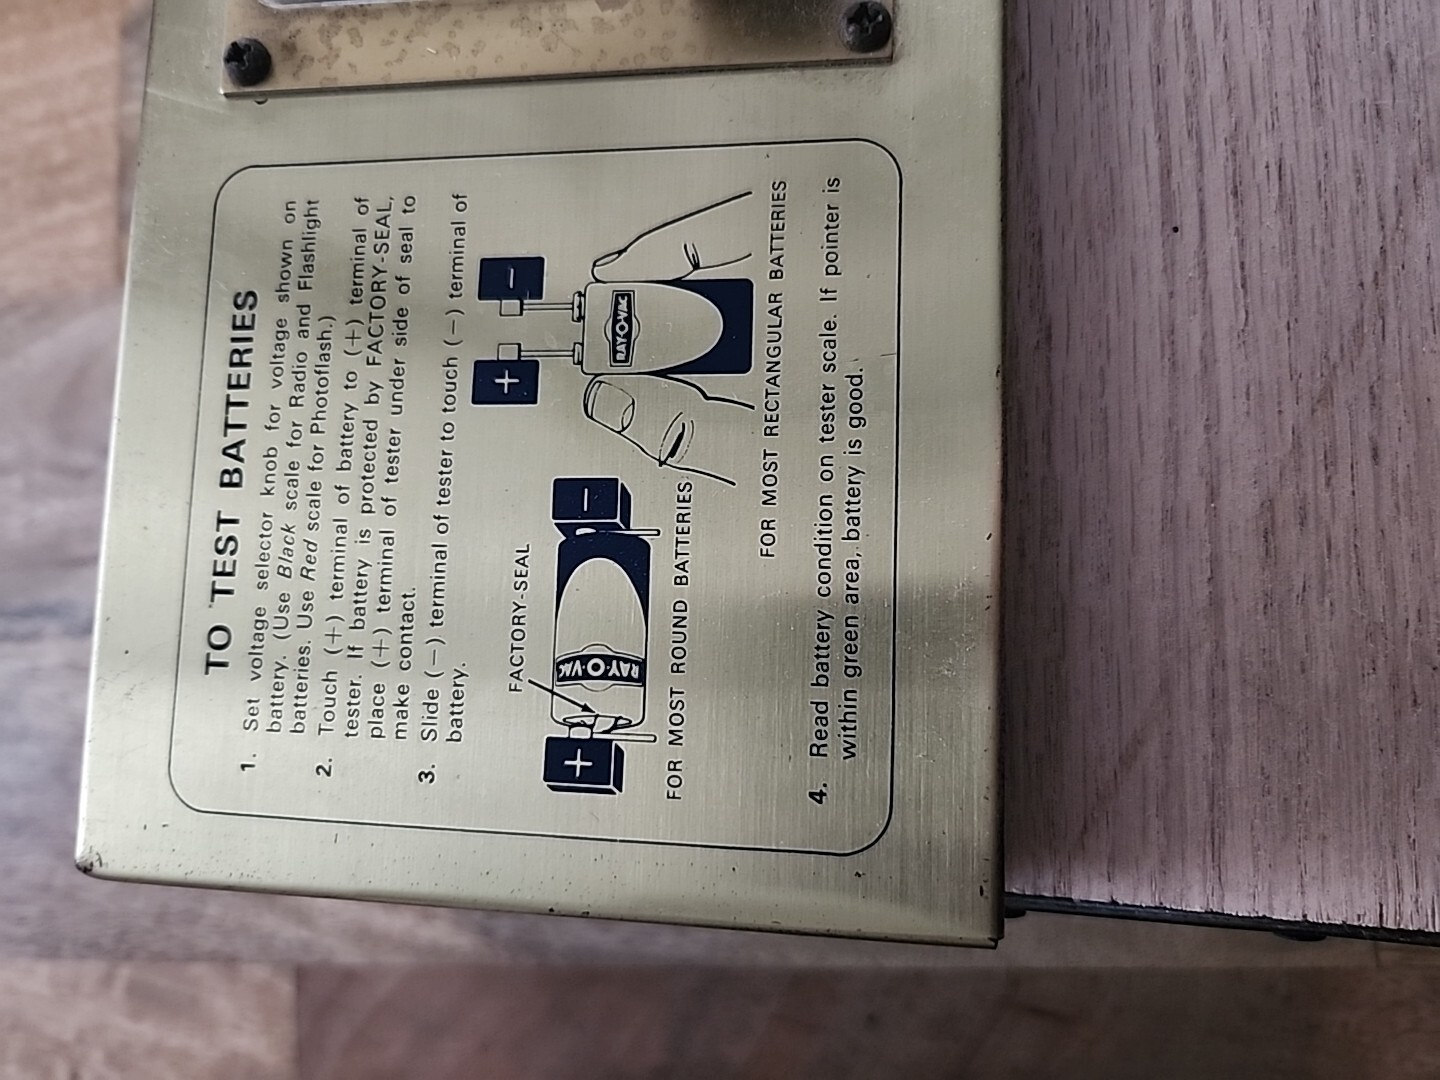 TO TEST BATTERIES
1. Set voltage selector knob for voltage shown on
battery. (Use Black scale for Radio and Flashlight
batteries. Use Red scale for Photoflash.)
2. Touch (+) terminal of battery to (+) terminal of
tester. If battery is protected by FACTORY-SEAL,
place (+) terminal of tester under side of seal to
make contact.
3. Slide (−) terminal of tester to touch (−) terminal of
battery.
FACTORY-SEAL
+
RAY-O-VAC
RAY-O-VAC
−
FOR MOST ROUND BATTERIES
+
−
RAY-O-VAC
FOR MOST RECTANGULAR BATTERIES
4. Read battery condition on tester scale. If pointer is
within green area, battery is good.